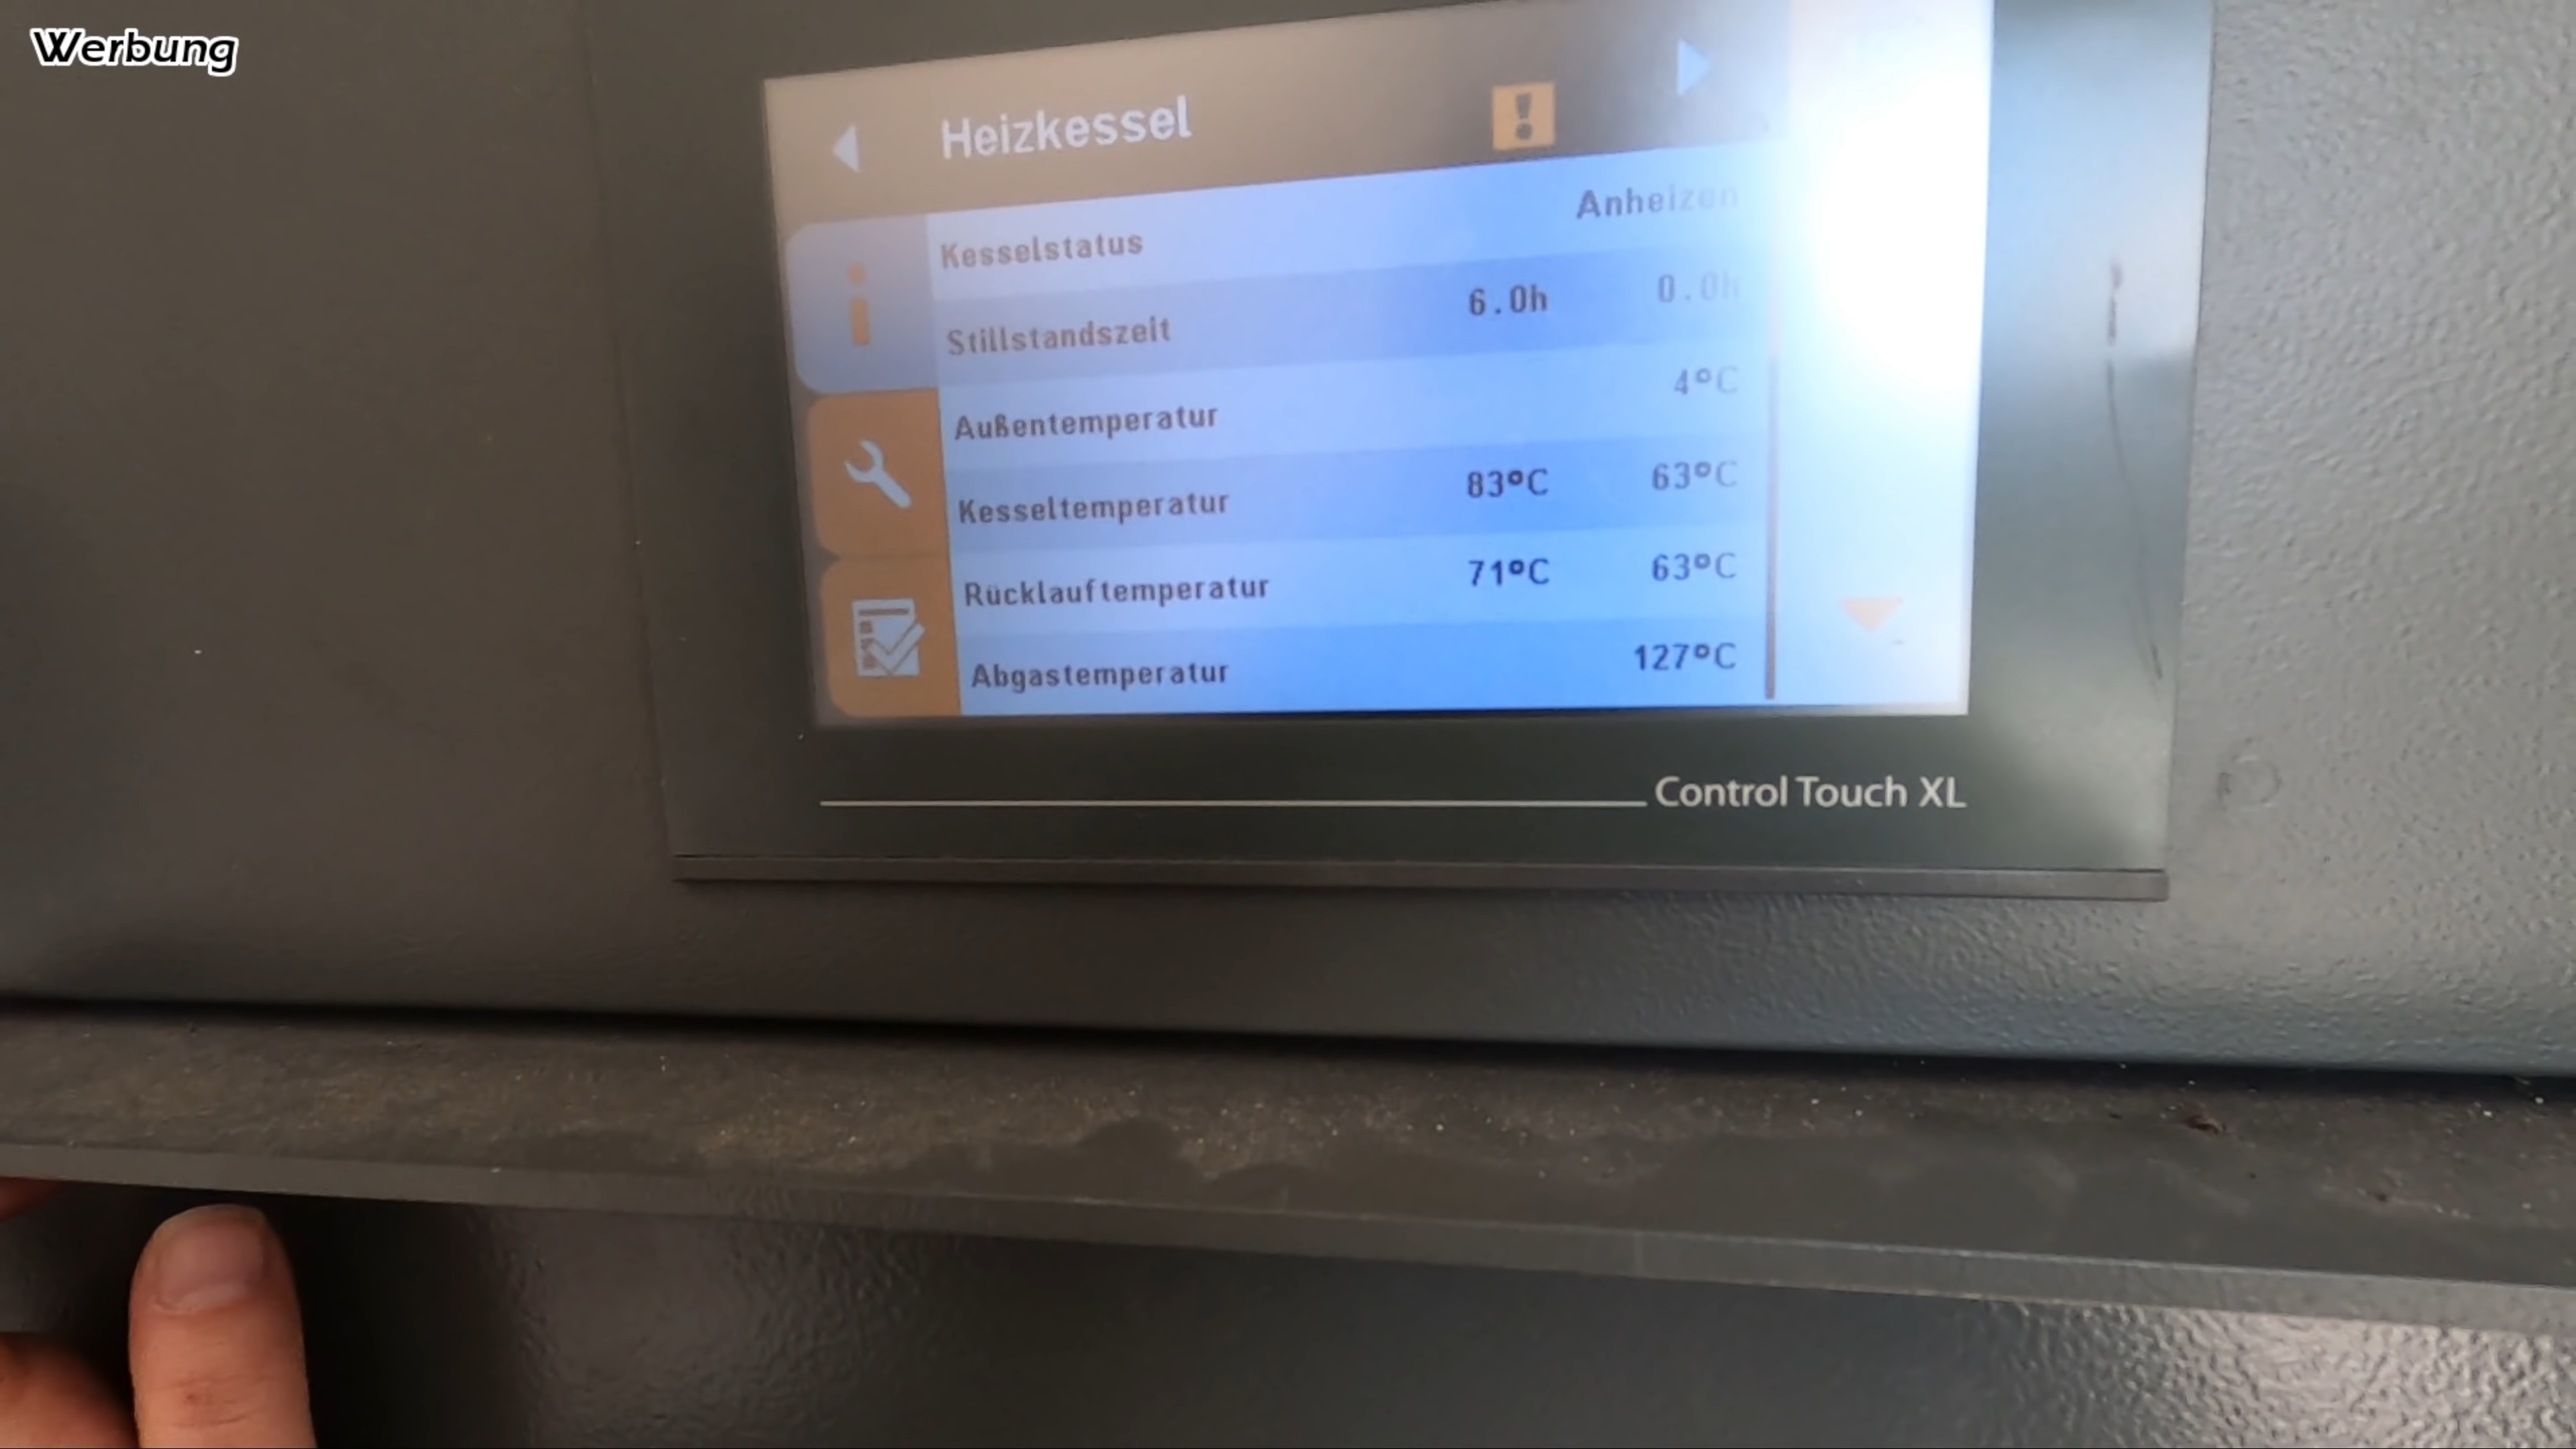 Werbung
Heizkessel
Kesselstatus Anheizen
Stillstandszeit 6.0h 0.0h
Außentemperatur 4°C
Kesseltemperatur 83°C 63°C
Rücklauftemperatur 71°C 63°C
Abgastemperatur 127°C
Control Touch XL